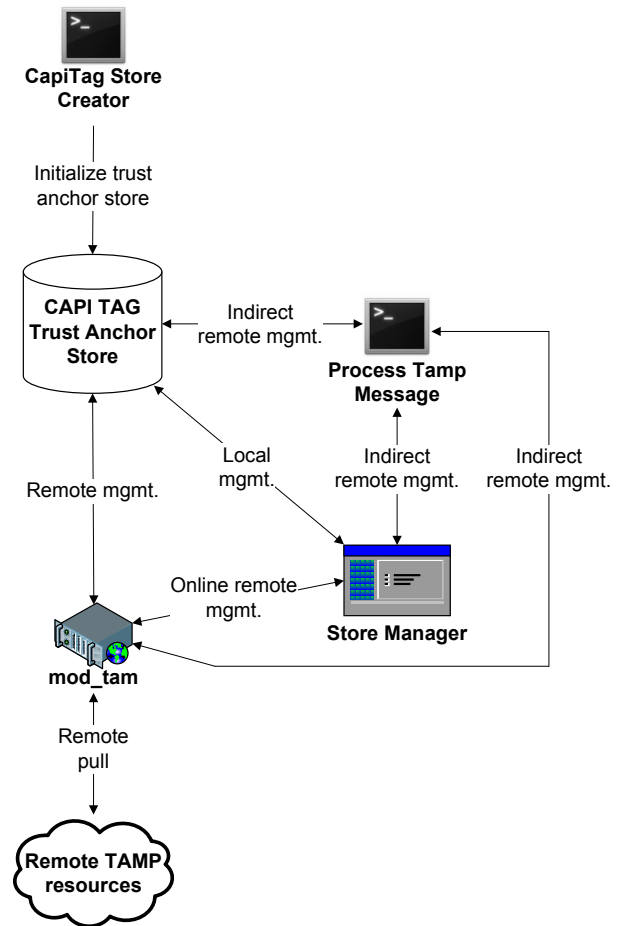 CapiTag Store
Creator
Initialize trust
anchor store
CAPI TAG
Trust Anchor
Store
Indirect
remote mgmt.
>_
Process Tamp
Message
Local
mgmt.
Indirect
remote mgmt.
Indirect
remote mgmt.
Remote mgmt.
Online remote
mgmt.
Store Manager
mod_tam
Remote
pull
Remote TAMP
resources